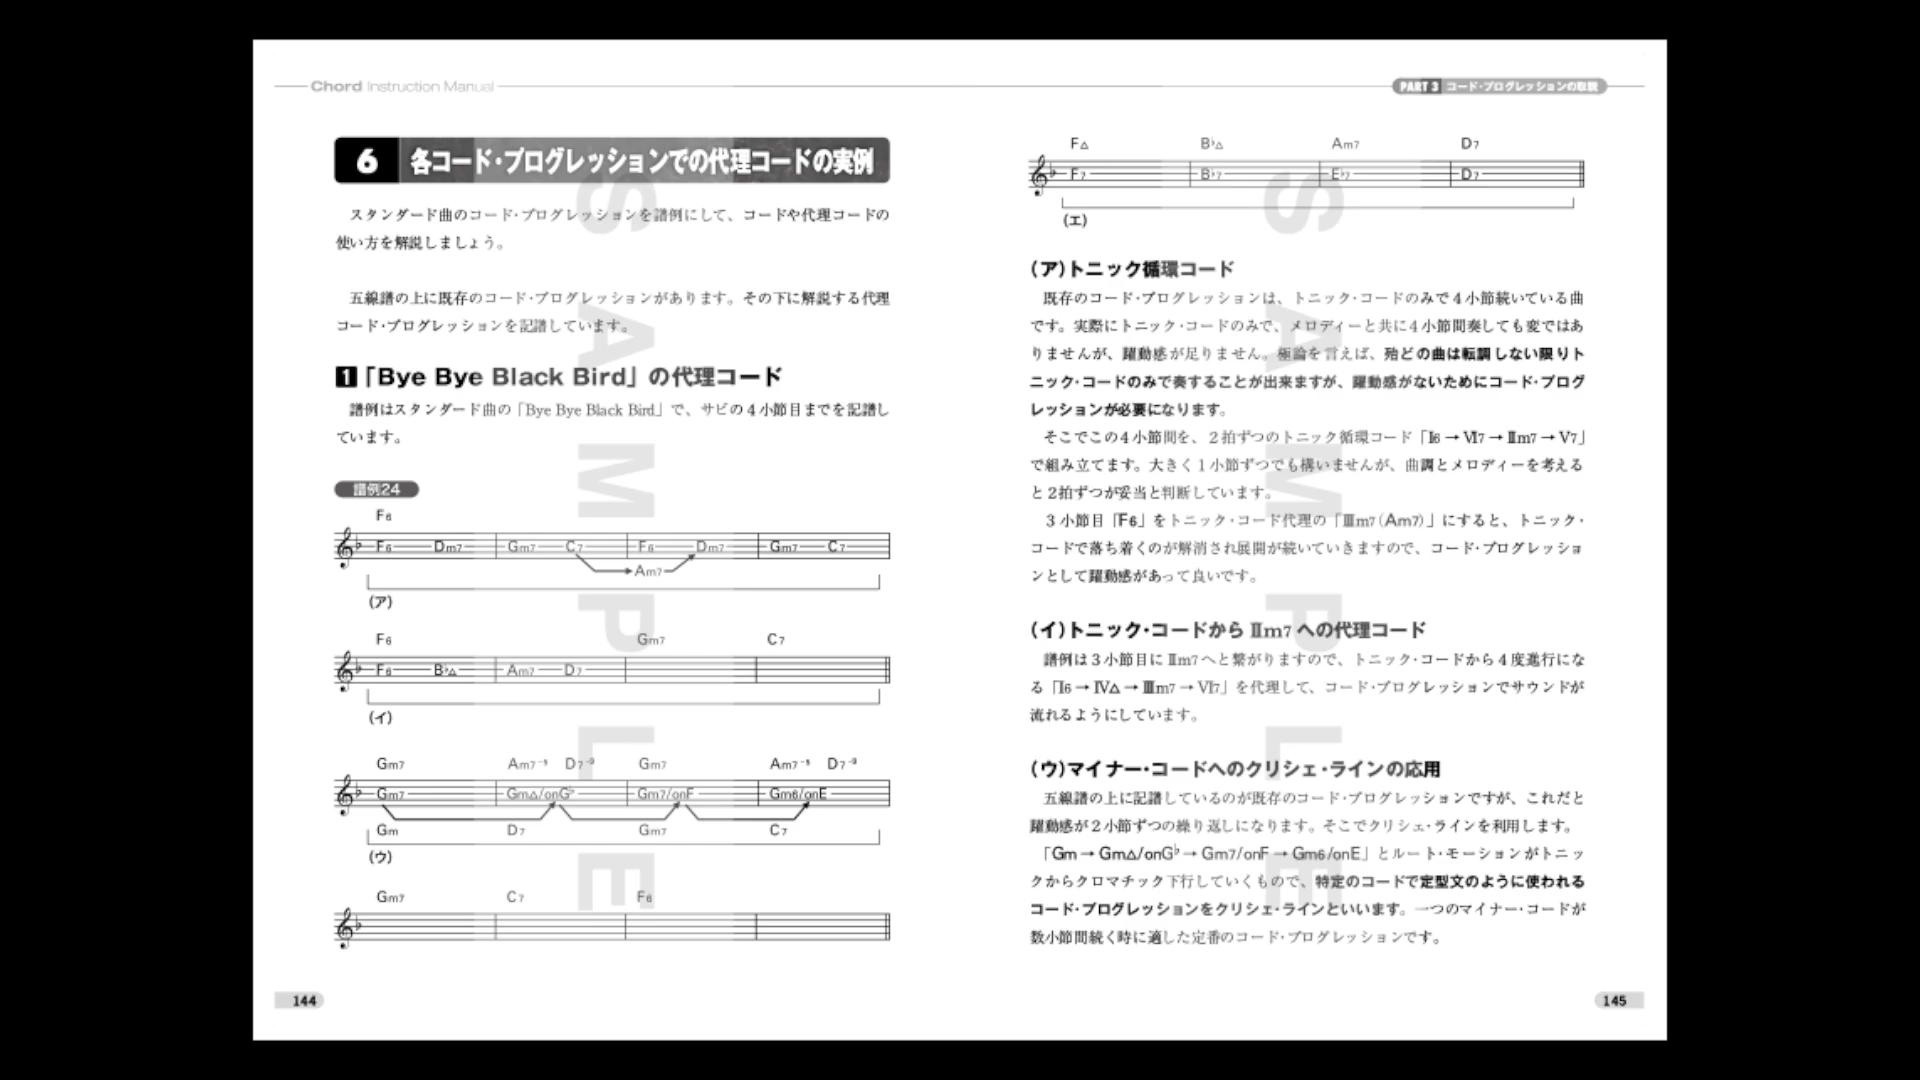 Chord Instruction Manual
6 各コード・プログレッションでの代理コードの実例
スタンダード曲のコード・プログレッションを譜例にして、コードや代理コードの
使い方を解説しましょう。
五線譜の上に既存のコード・プログレッションがあります。その下に解説する代理
コード・プログレッションを記譜しています。
1 「Bye Bye Black Bird」の代理コード
譜例はスタンダード曲の「Bye Bye Black Bird」で、サビの4小節目までを記譜し
ています。
譜例24
F6
F6 Dm7 Gm7 C7 F6 Dm7 Gm7 C7
Am7
(ア)
F6 Gm7 C7
F6 B♭△ Am7 D7
(イ)
Gm7 Am7⁻⁵ D7⁻⁹ Gm7 Am7⁻⁵ D7⁻⁹
Gm7 Gm△/onG♭ Gm7/onF Gm6/onE
Gm D7 Gm7 C7
(ウ)
Gm7 C7 F6
144
PART 3 コード・プログレッションの取説
F△ B♭△ Am7 D7
F7 B♭7 E♭7 D7
(エ)
(ア)トニック循環コード
既存のコード・プログレッションは、トニック・コードのみで4小節続いている曲
です。実際にトニック・コードのみで、メロディーと共に4小節間奏しても変ではあ
りませんが、躍動感が足りません。極論を言えば、殆どの曲は転調しない限りト
ニック・コードのみで奏することが出来ますが、躍動感がないためにコード・プログ
レッションが必要になります。
そこでこの4小節間を、2拍ずつのトニック循環コード「Ⅰ6→Ⅵ7→Ⅱm7→Ⅴ7」
で組み立てます。大きく1小節ずつでも構いませんが、曲調とメロディーを考える
と2拍ずつが妥当と判断しています。
3小節目「F6」をトニック・コード代理の「Ⅲm7(Am7)」にすると、トニック・
コードで落ち着くのが解消され展開が続いていきますので、コード・プログレッショ
ンとして躍動感があって良いです。
(イ)トニック・コードからⅡm7への代理コード
譜例は3小節目にⅡm7へと繋がりますので、トニック・コードから4度進行にな
る「Ⅰ6→Ⅳ△→Ⅲm7→Ⅵ7」を代理して、コード・プログレッションでサウンドが
流れるようにしています。
(ウ)マイナー・コードへのクリシェ・ラインの応用
五線譜の上に記譜しているのが既存のコード・プログレッションですが、これだと
躍動感が2小節ずつの繰り返しになります。そこでクリシェ・ラインを利用します。
「Gm→Gm△/onG♭→Gm7/onF→Gm6/onE」とルート・モーションがトニッ
クからクロマチック下行していくもので、特定のコードで定型文のように使われる
コード・プログレッションをクリシェ・ラインといいます。一つのマイナー・コードが
数小節間続く時に適した定番のコード・プログレッションです。
145
SAMPLE
SAMPLE